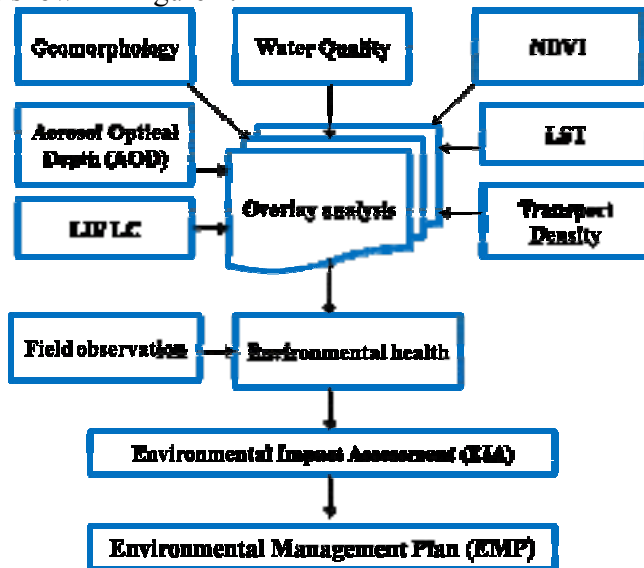 Geomorphology
Water Quality
NDVI
Aerosol Optical
Depth (AOD)
LST
Overlay analysis
LU/LC
Transport
Density
Field observation
Environmental health
Environmental Impact Assessment (EIA)
Environmental Management Plan (EMP)